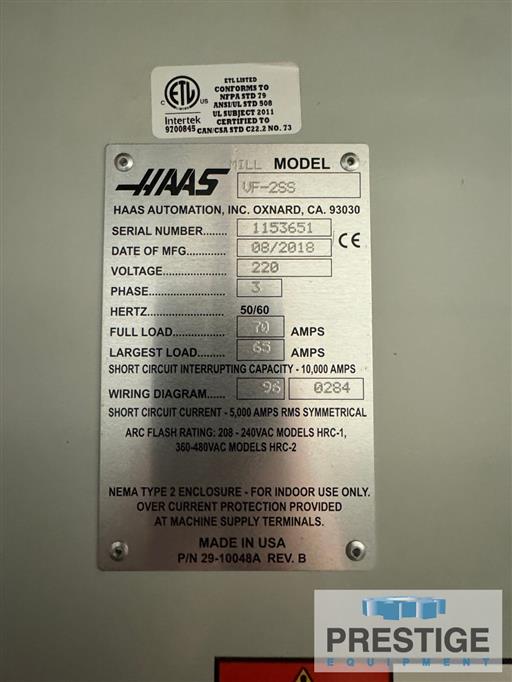 ETL LISTED
CONFORMS TO
NFPA STD 79
ANSI/UL STD 508
UL SUBJECT 2011
CERTIFIED TO
CAN/CSA STD C22.2 NO. 73
C ETL US
Intertek
9700845
MILL MODEL
HAAS VF-2SS
HAAS AUTOMATION, INC. OXNARD, CA. 93030
SERIAL NUMBER....... 1153651
DATE OF MFG............. 08/2018 CE
VOLTAGE.................... 220
PHASE......................... 3
HERTZ 50/60
FULL LOAD................. 70 AMPS
LARGEST LOAD......... 65 AMPS
SHORT CIRCUIT INTERRUPTING CAPACITY - 10,000 AMPS
WIRING DIAGRAM...... 96 0284
SHORT CIRCUIT CURRENT - 5,000 AMPS RMS SYMMETRICAL
ARC FLASH RATING: 208 - 240VAC MODELS HRC-1,
360-480VAC MODELS HRC-2
NEMA TYPE 2 ENCLOSURE - FOR INDOOR USE ONLY.
OVER CURRENT PROTECTION PROVIDED
AT MACHINE SUPPLY TERMINALS.
MADE IN USA
P/N 29-10048A REV. B
PRESTIGE
EQUIPMENT